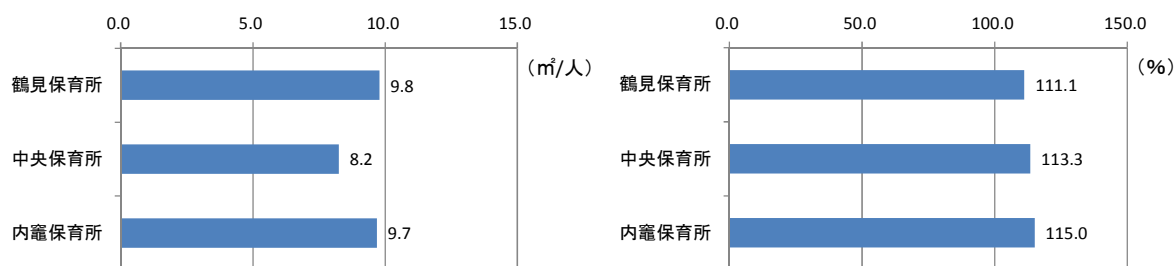 0.0 5.0 10.0 15.0
(㎡/人)
鶴見保育所 9.8
中央保育所 8.2
内竈保育所 9.7
0.0 50.0 100.0 150.0
(%)
鶴見保育所 111.1
中央保育所 113.3
内竈保育所 115.0